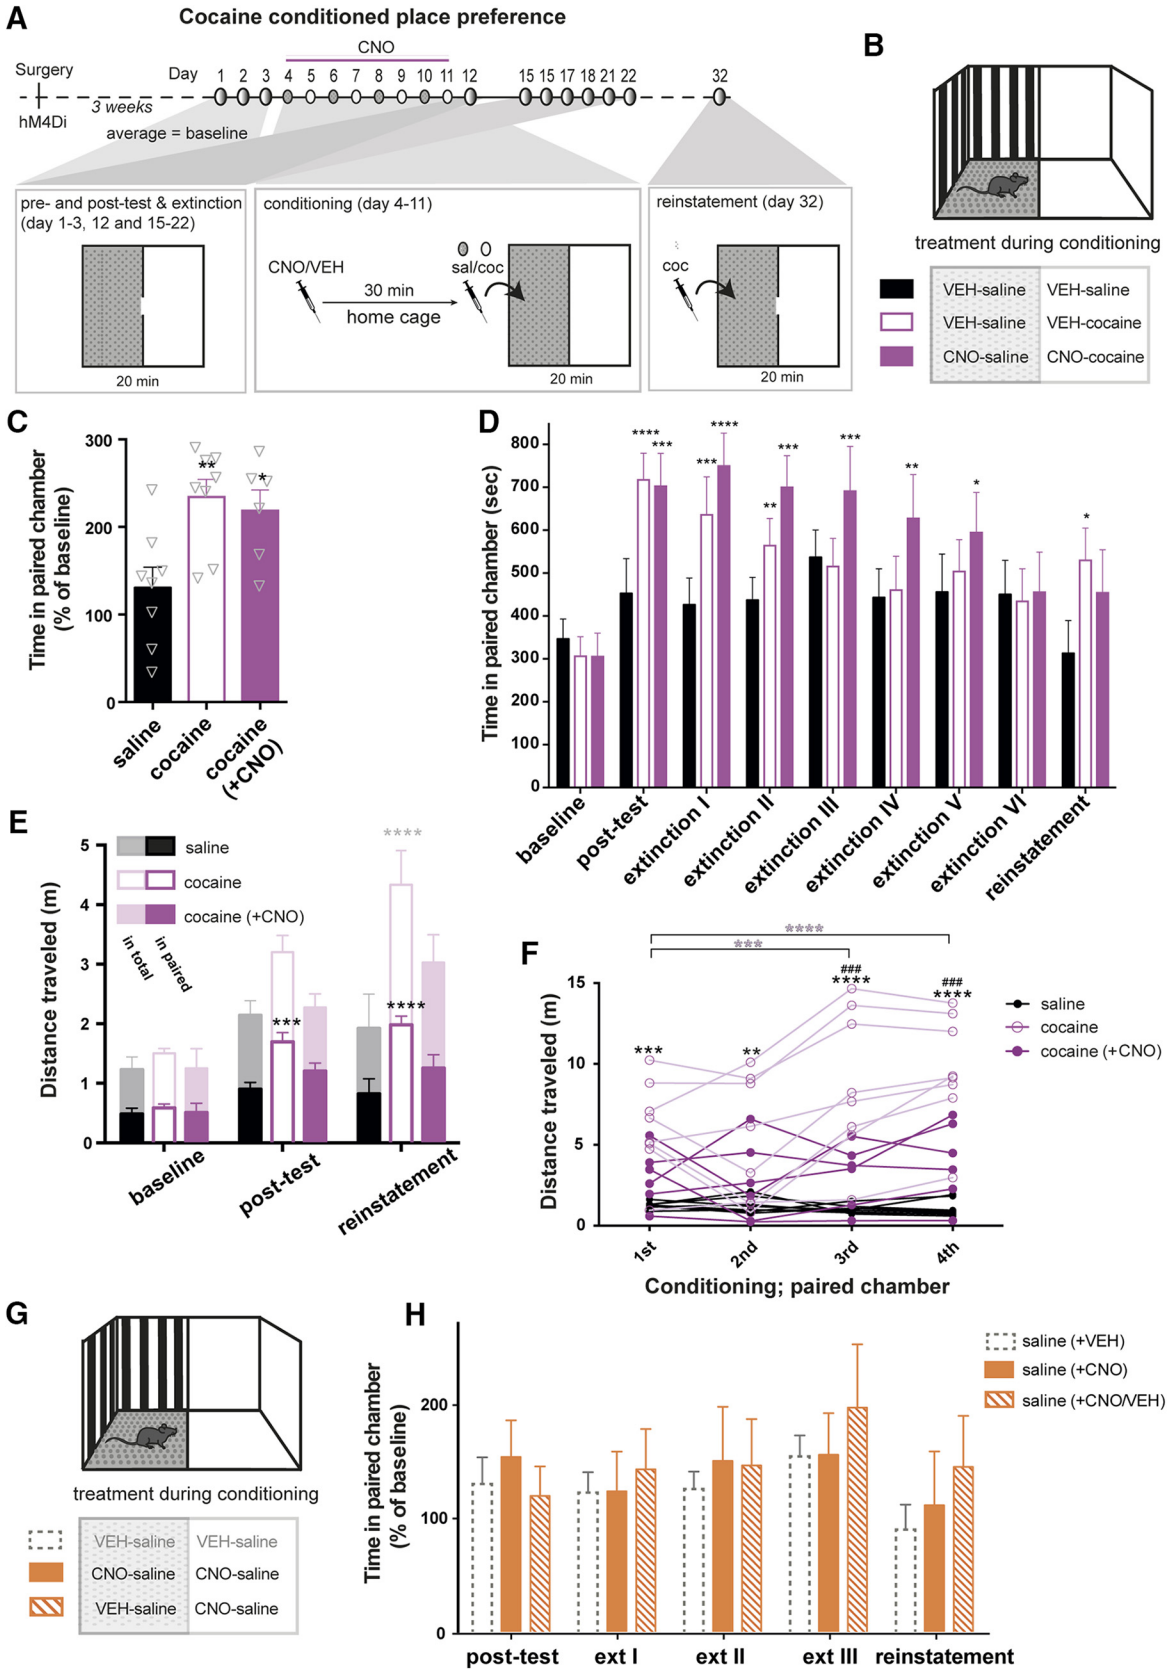 A
Cocaine conditioned place preference
CNO
Surgery
Day 1 2 3 4 5 6 7 8 9 10 11 12 15 15 17 18 21 22 32
3 weeks
hM4Di
average = baseline
pre- and post-test & extinction
(day 1-3, 12 and 15-22)
20 min
conditioning (day 4-11)
CNO/VEH
30 min
home cage
sal/coc
20 min
reinstatement (day 32)
coc
20 min
B
treatment during conditioning
VEH-saline VEH-saline
VEH-saline VEH-cocaine
CNO-saline CNO-cocaine
C
Time in paired chamber
(% of baseline)
300
200
100
0
**
*
saline
cocaine
cocaine
(+CNO)
D
Time in paired chamber (sec)
800
700
600
500
400
300
200
100
0
**** *** *** **** ** *** *** ** * *
baseline
post-test
extinction I
extinction II
extinction III
extinction IV
extinction V
extinction VI
reinstatement
E
Distance traveled (m)
5
4
3
2
1
0
saline
cocaine
cocaine (+CNO)
in total
in paired
****
***
****
baseline
post-test
reinstatement
F
****
***
Distance traveled (m)
15
10
5
0
***
**
###
****
###
****
saline
cocaine
cocaine (+CNO)
1st
2nd
3rd
4th
Conditioning; paired chamber
G
treatment during conditioning
VEH-saline VEH-saline
CNO-saline CNO-saline
VEH-saline CNO-saline
H
Time in paired chamber
(% of baseline)
200
100
0
saline (+VEH)
saline (+CNO)
saline (+CNO/VEH)
post-test
ext I
ext II
ext III
reinstatement